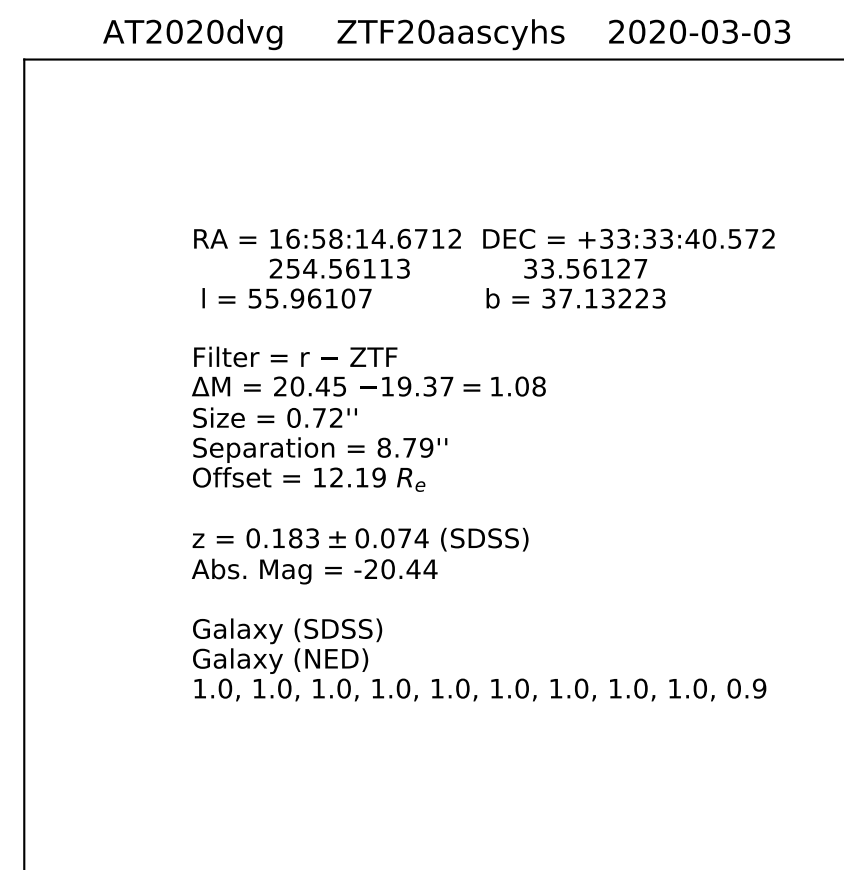 AT2020dvg ZTF20aascyhs 2020-03-03
RA = 16:58:14.6712 DEC = +33:33:40.572
254.56113 33.56127
l = 55.96107 b = 37.13223
Filter = r − ZTF
ΔM = 20.45 −19.37 = 1.08
Size = 0.72''
Separation = 8.79''
Offset = 12.19 Rₑ
z = 0.183 ± 0.074 (SDSS)
Abs. Mag = -20.44
Galaxy (SDSS)
Galaxy (NED)
1.0, 1.0, 1.0, 1.0, 1.0, 1.0, 1.0, 1.0, 1.0, 0.9